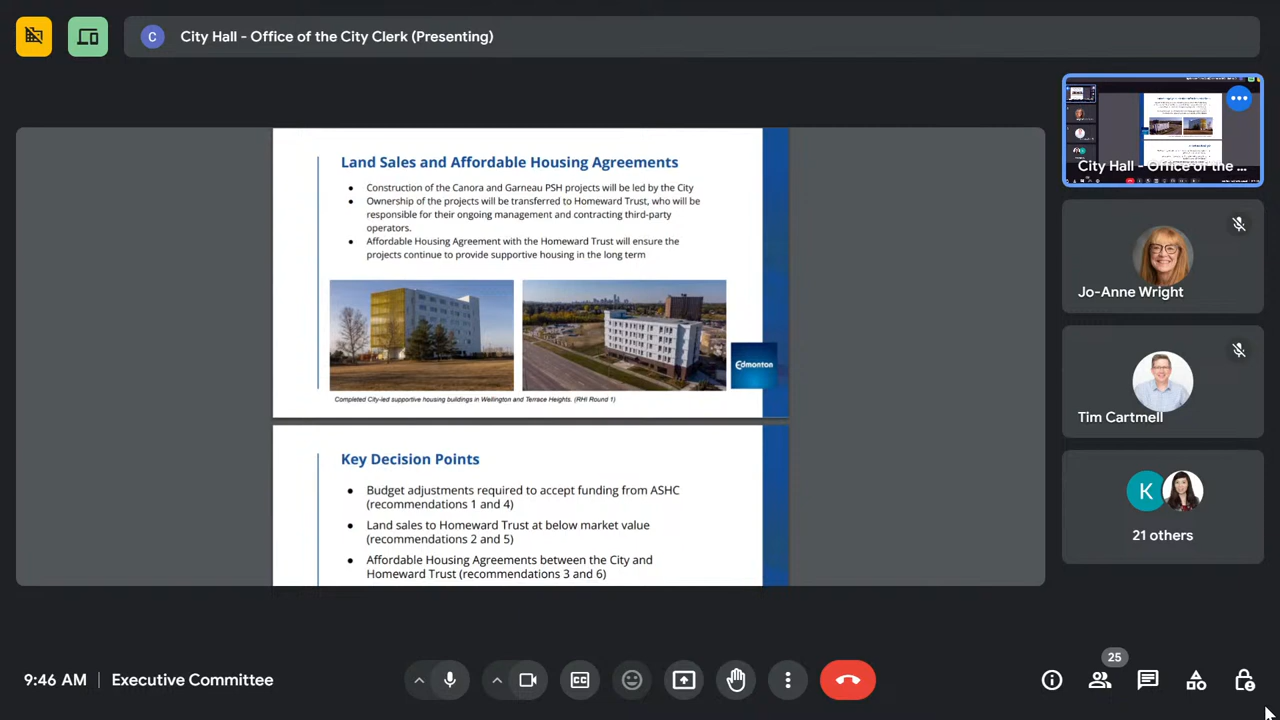 C
City Hall - Office of the City Clerk (Presenting)
Land Sales and Affordable Housing Agreements
● Construction of the Canora and Garneau PSH projects will be led by the City
● Ownership of the projects will be transferred to Homeward Trust, who will be
responsible for their ongoing management and contracting third-party
operators.
● Affordable Housing Agreement with the Homeward Trust will ensure the
projects continue to provide supportive housing in the long term
Edmonton
Completed City-led supportive housing buildings in Wellington and Terrace Heights. (RHI Round 1)
Key Decision Points
● Budget adjustments required to accept funding from ASHC
(recommendations 1 and 4)
● Land sales to Homeward Trust at below market value
(recommendations 2 and 5)
● Affordable Housing Agreements between the City and
Homeward Trust (recommendations 3 and 6)
City Hall - Office of the ...
Jo-Anne Wright
Tim Cartmell
K
21 others
9:46 AM | Executive Committee
CC
25